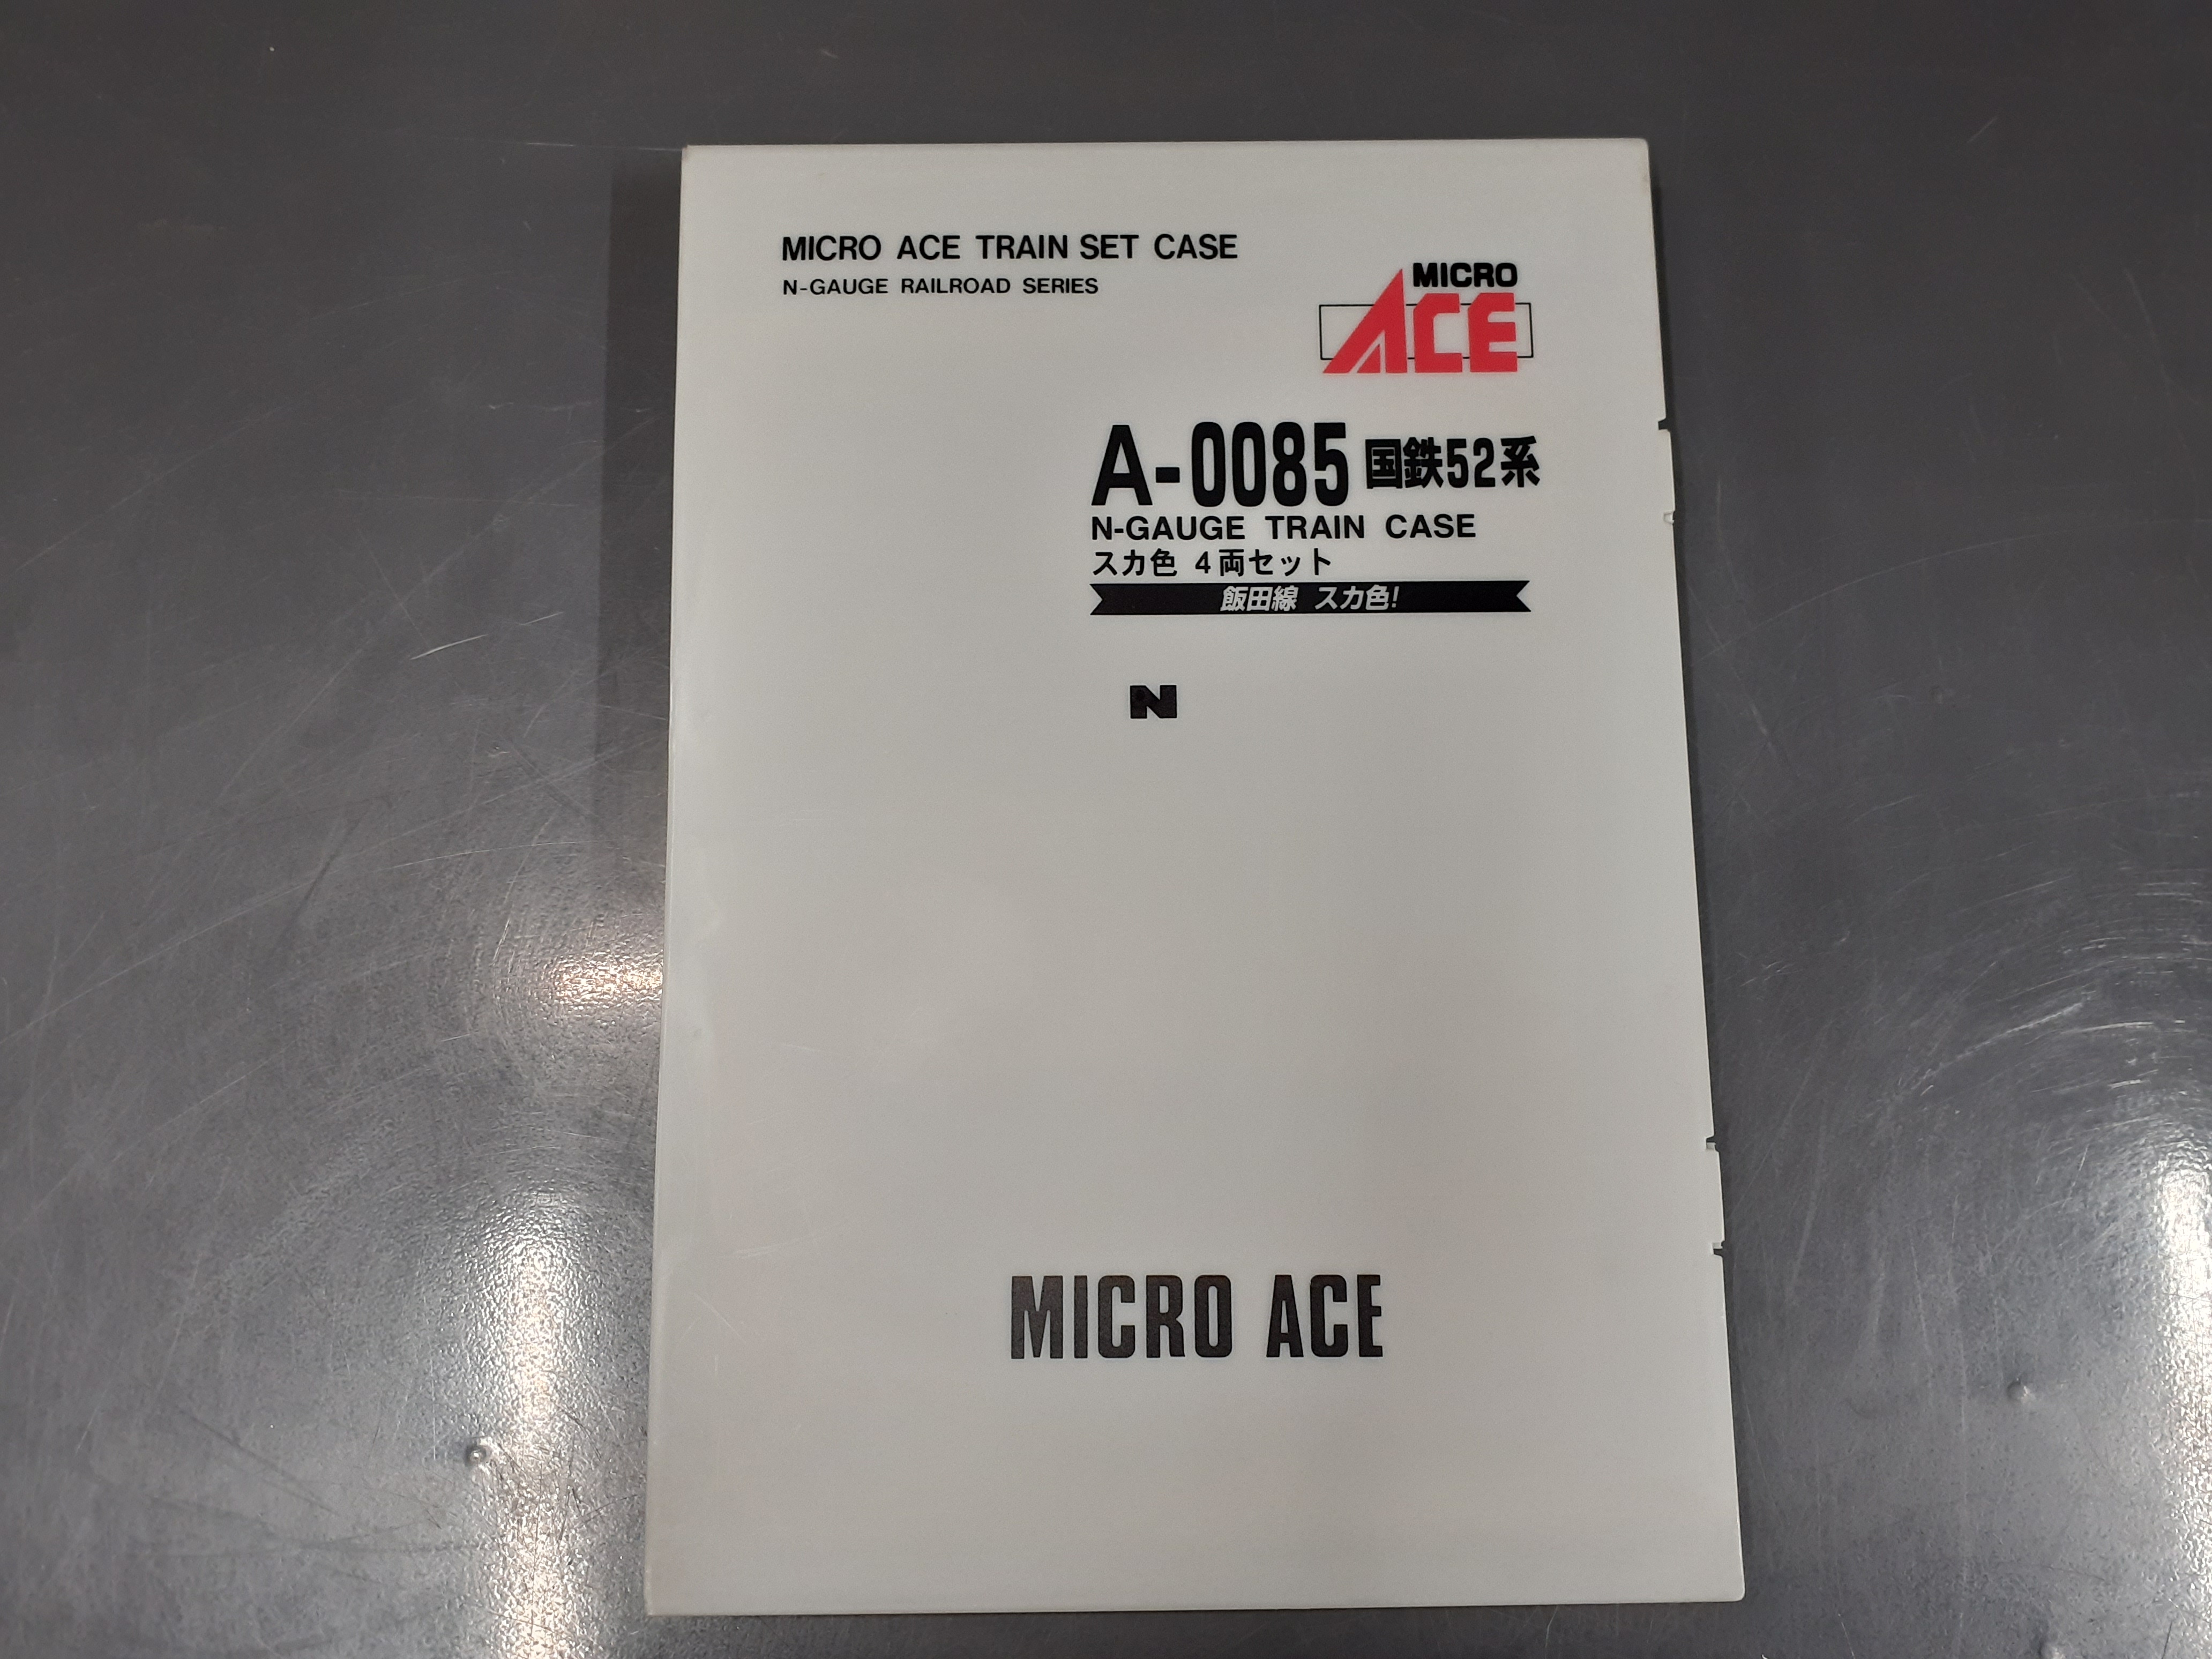 MICRO ACE TRAIN SET CASE
N-GAUGE RAILROAD SERIES
MICRO
ACE
A-0085 国鉄52系
N-GAUGE TRAIN CASE
スカ色 4両セット
飯田線 スカ色!
N
MICRO ACE